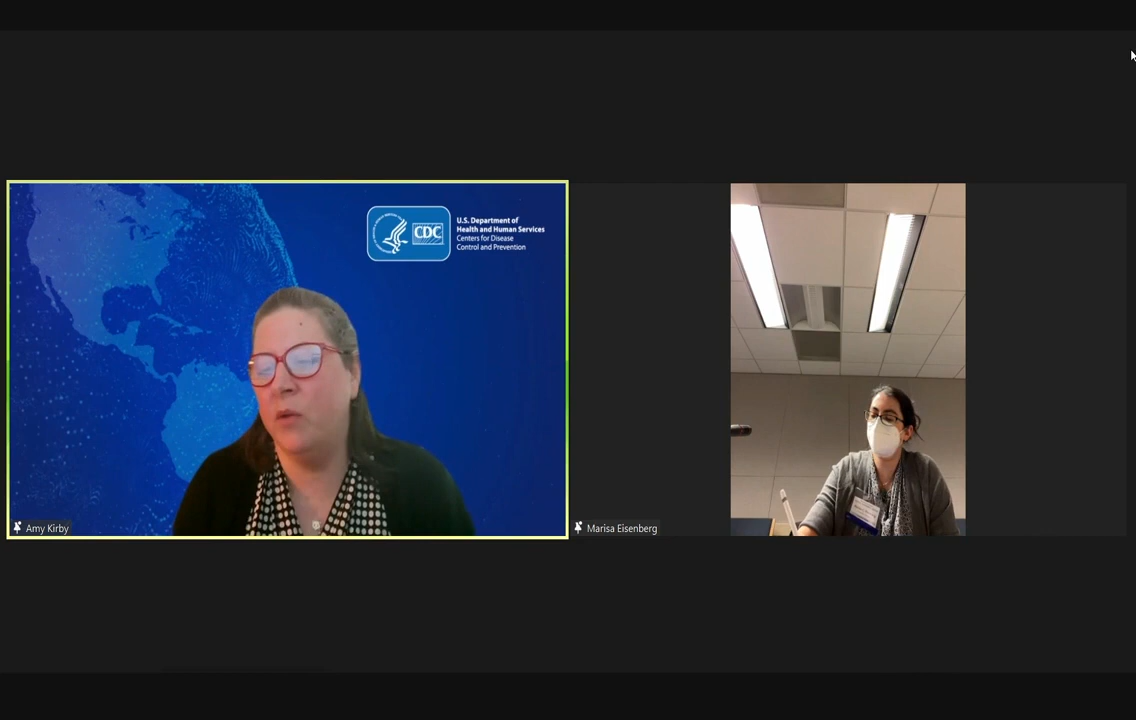 CDC
U.S. Department of
Health and Human Services
Centers for Disease
Control and Prevention
Amy Kirby
Marisa Eisenberg